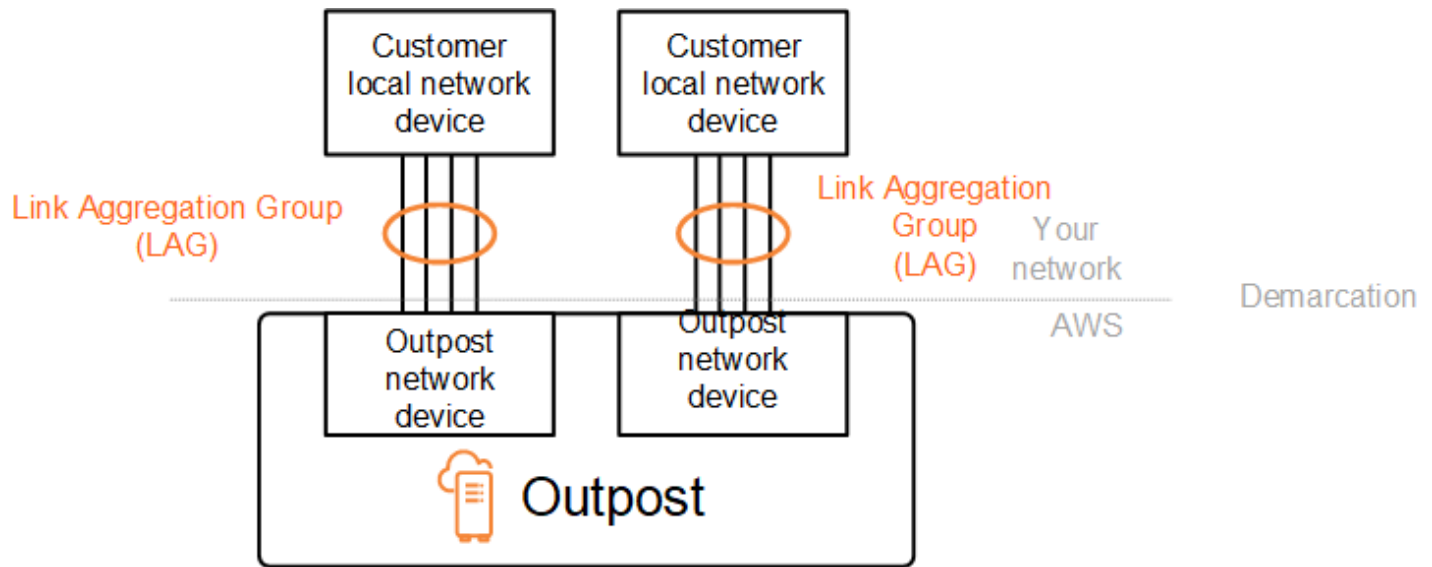 Customer
local network
device
Customer
local network
device
Link Aggregation Group
(LAG)
Link Aggregation
Group
(LAG)
Your
network
Demarcation
AWS
Outpost
network
device
Outpost
network
device
Outpost